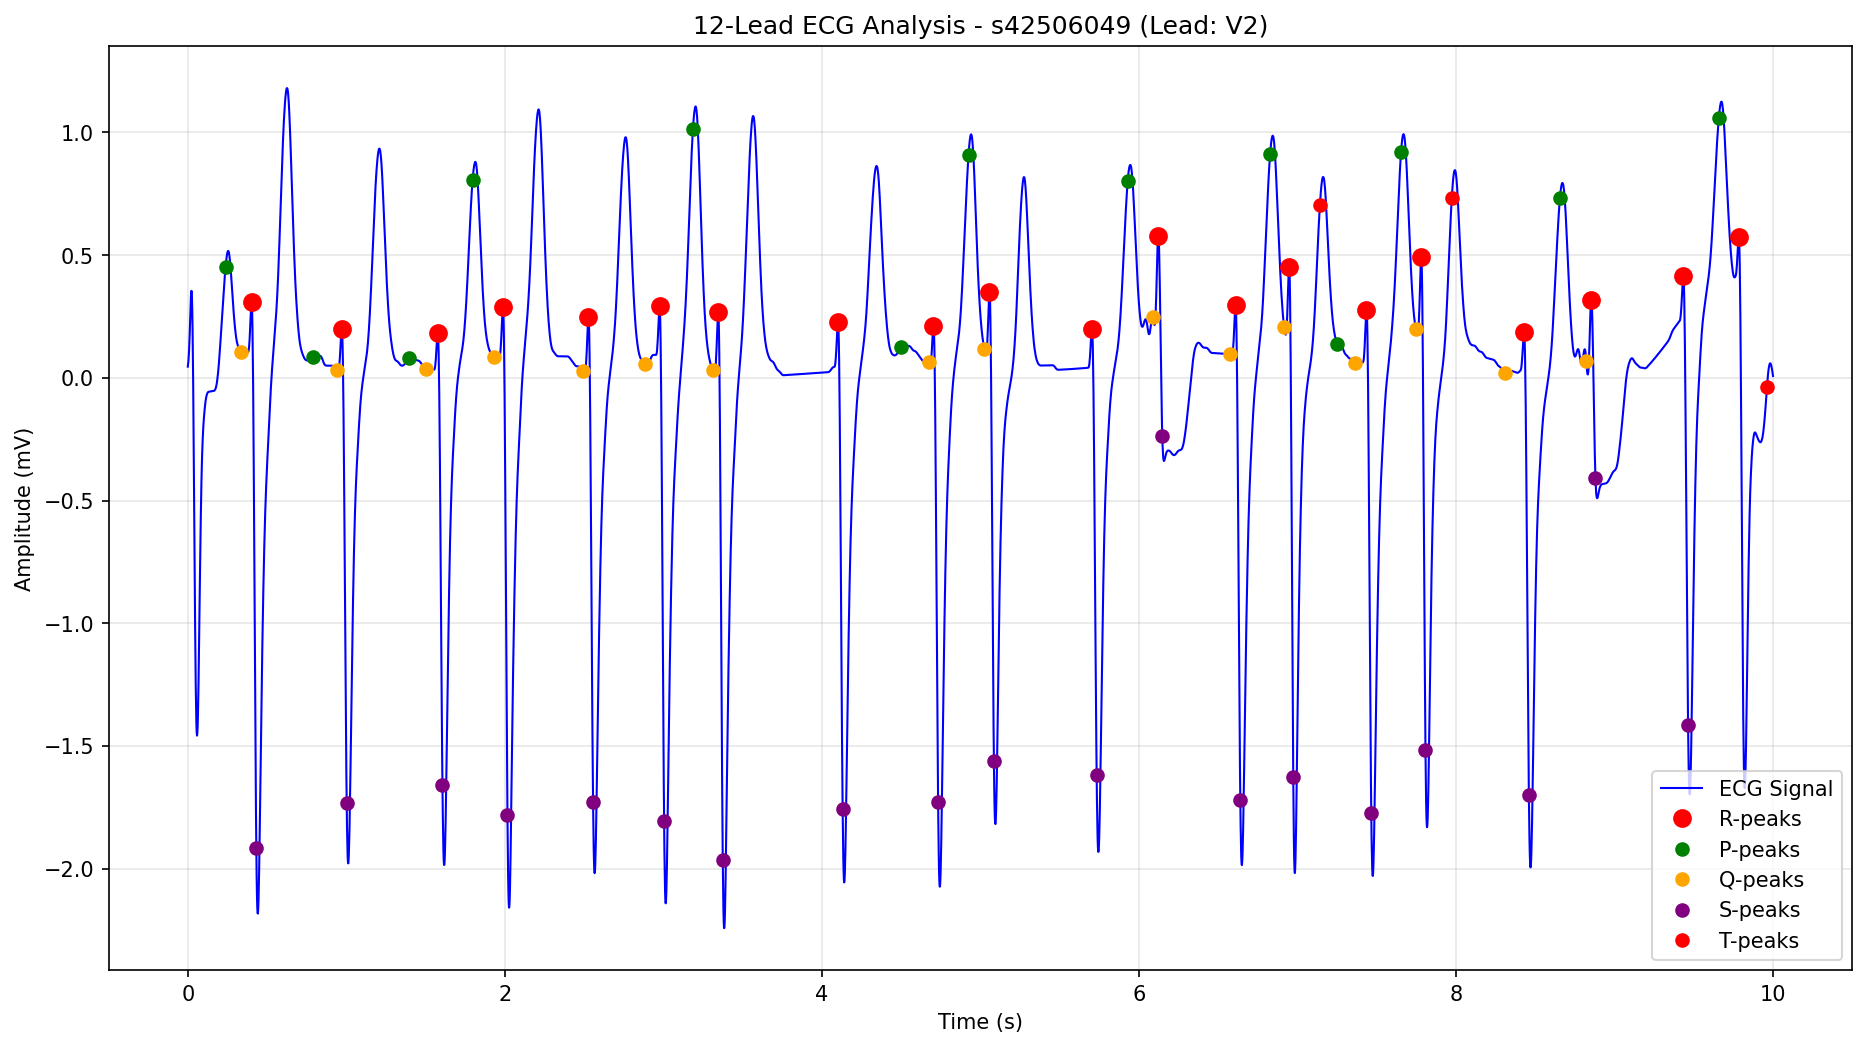 12-Lead ECG Analysis - s42506049 (Lead: V2)
Amplitude (mV)
1.0
0.5
0.0
−0.5
−1.0
−1.5
−2.0
0
2
4
6
8
10
Time (s)
ECG Signal
R-peaks
P-peaks
Q-peaks
S-peaks
T-peaks